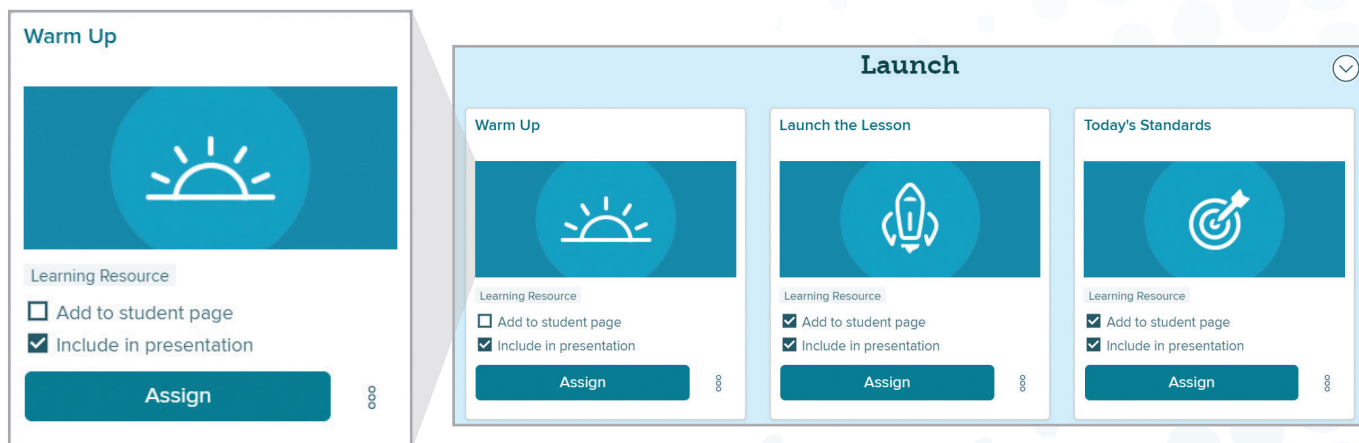 Warm Up
Learning Resource
Add to student page
Include in presentation
Assign
Launch
Warm Up
Learning Resource
Add to student page
Include in presentation
Assign
Launch the Lesson
Learning Resource
Add to student page
Include in presentation
Assign
Today's Standards
Learning Resource
Add to student page
Include in presentation
Assign